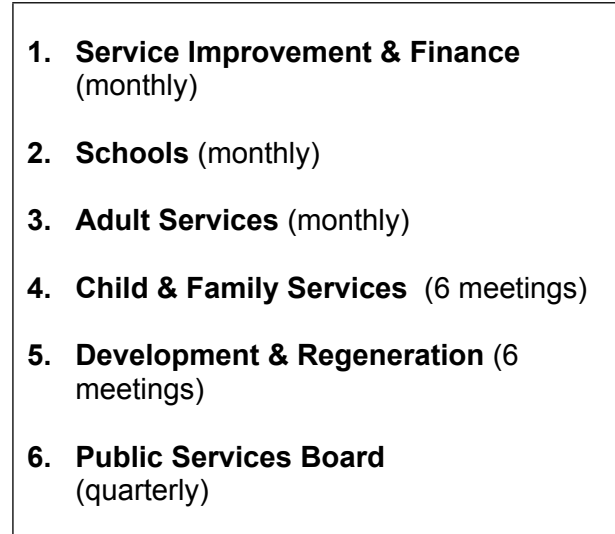 1. Service Improvement & Finance
(monthly)
2. Schools (monthly)
3. Adult Services (monthly)
4. Child & Family Services (6 meetings)
5. Development & Regeneration (6
meetings)
6. Public Services Board
(quarterly)